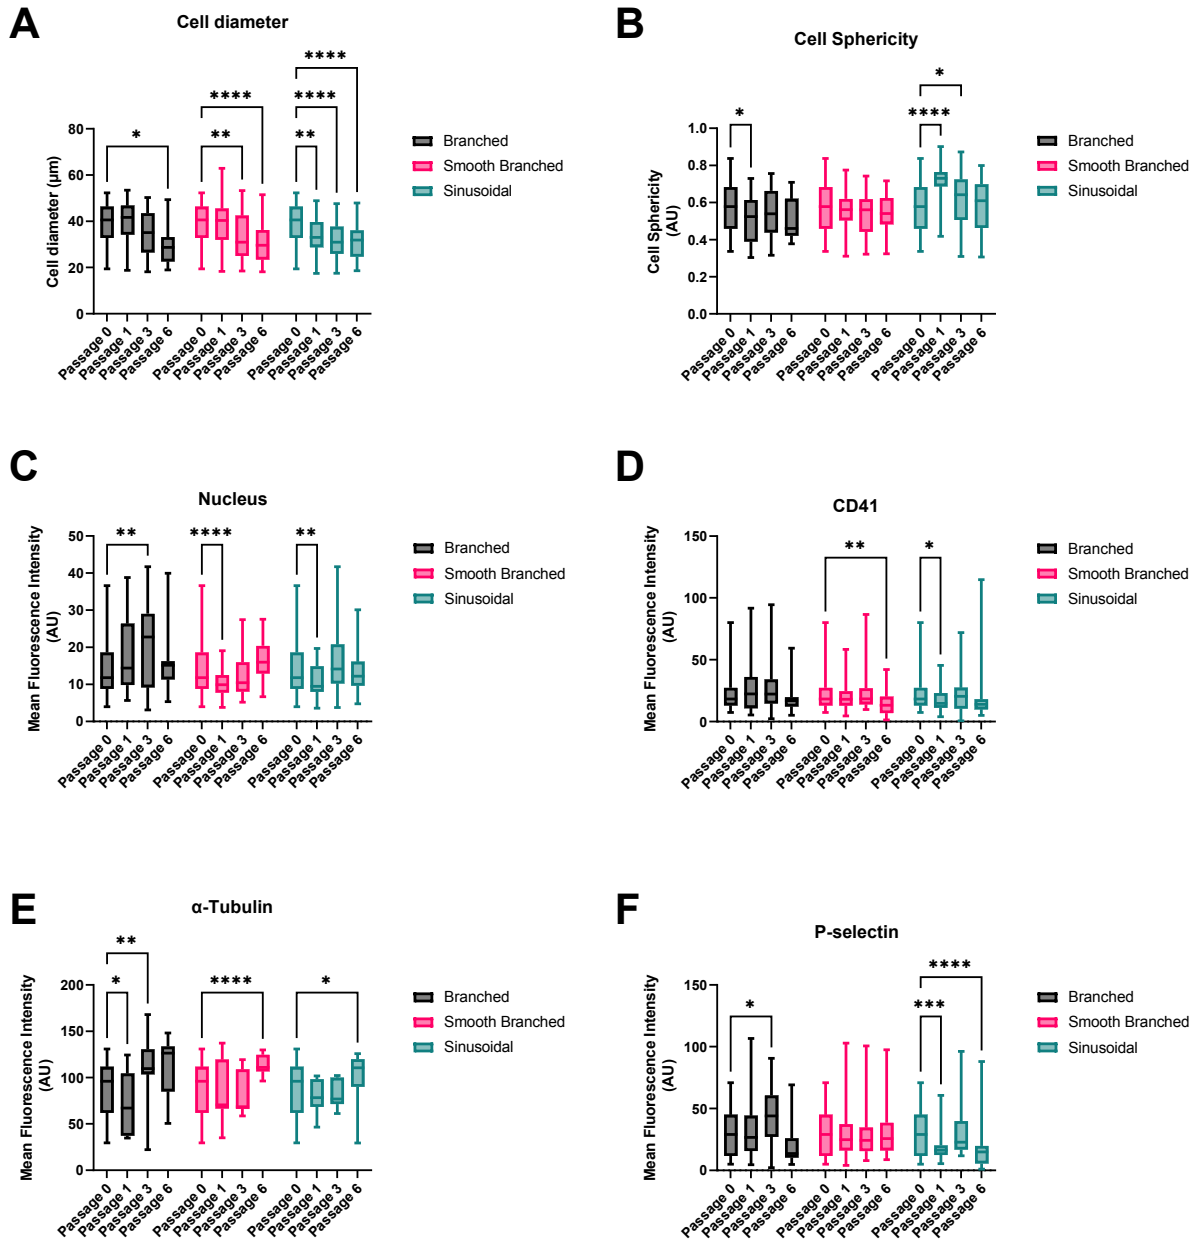 A
Cell diameter
Cell diameter (µm)
80
60
40
20
0
*
**
****
**
****
****
Passage 0
Passage 1
Passage 3
Passage 6
Passage 0
Passage 1
Passage 3
Passage 6
Passage 0
Passage 1
Passage 3
Passage 6
Branched
Smooth Branched
Sinusoidal
B
Cell Sphericity
Cell Sphericity
(AU)
1.0
0.8
0.6
0.4
0.2
0.0
*
****
*
Passage 0
Passage 1
Passage 3
Passage 6
Passage 0
Passage 1
Passage 3
Passage 6
Passage 0
Passage 1
Passage 3
Passage 6
Branched
Smooth Branched
Sinusoidal
C
Nucleus
Mean Fluorescence Intensity
(AU)
50
40
30
20
10
0
**
****
**
Passage 0
Passage 1
Passage 3
Passage 6
Passage 0
Passage 1
Passage 3
Passage 6
Passage 0
Passage 1
Passage 3
Passage 6
Branched
Smooth Branched
Sinusoidal
D
CD41
Mean Fluorescence Intensity
(AU)
150
100
50
0
**
*
Passage 0
Passage 1
Passage 3
Passage 6
Passage 0
Passage 1
Passage 3
Passage 6
Passage 0
Passage 1
Passage 3
Passage 6
Branched
Smooth Branched
Sinusoidal
E
α-Tubulin
Mean Fluorescence Intensity
(AU)
200
150
100
50
0
**
*
****
*
Passage 0
Passage 1
Passage 3
Passage 6
Passage 0
Passage 1
Passage 3
Passage 6
Passage 0
Passage 1
Passage 3
Passage 6
Branched
Smooth Branched
Sinusoidal
F
P-selectin
Mean Fluorescence Intensity
(AU)
150
100
50
0
*
***
****
Passage 0
Passage 1
Passage 3
Passage 6
Passage 0
Passage 1
Passage 3
Passage 6
Passage 0
Passage 1
Passage 3
Passage 6
Branched
Smooth Branched
Sinusoidal